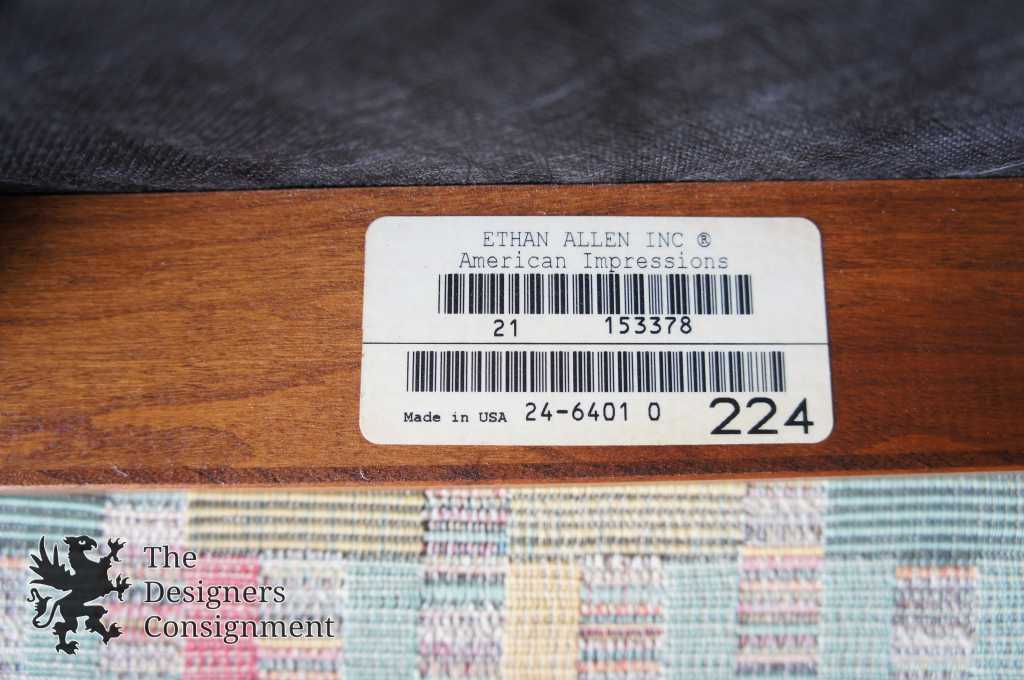 ETHAN ALLEN INC ®
American Impressions
21 153378
Made in USA 24-6401 0 224
The
Designers
Consignment